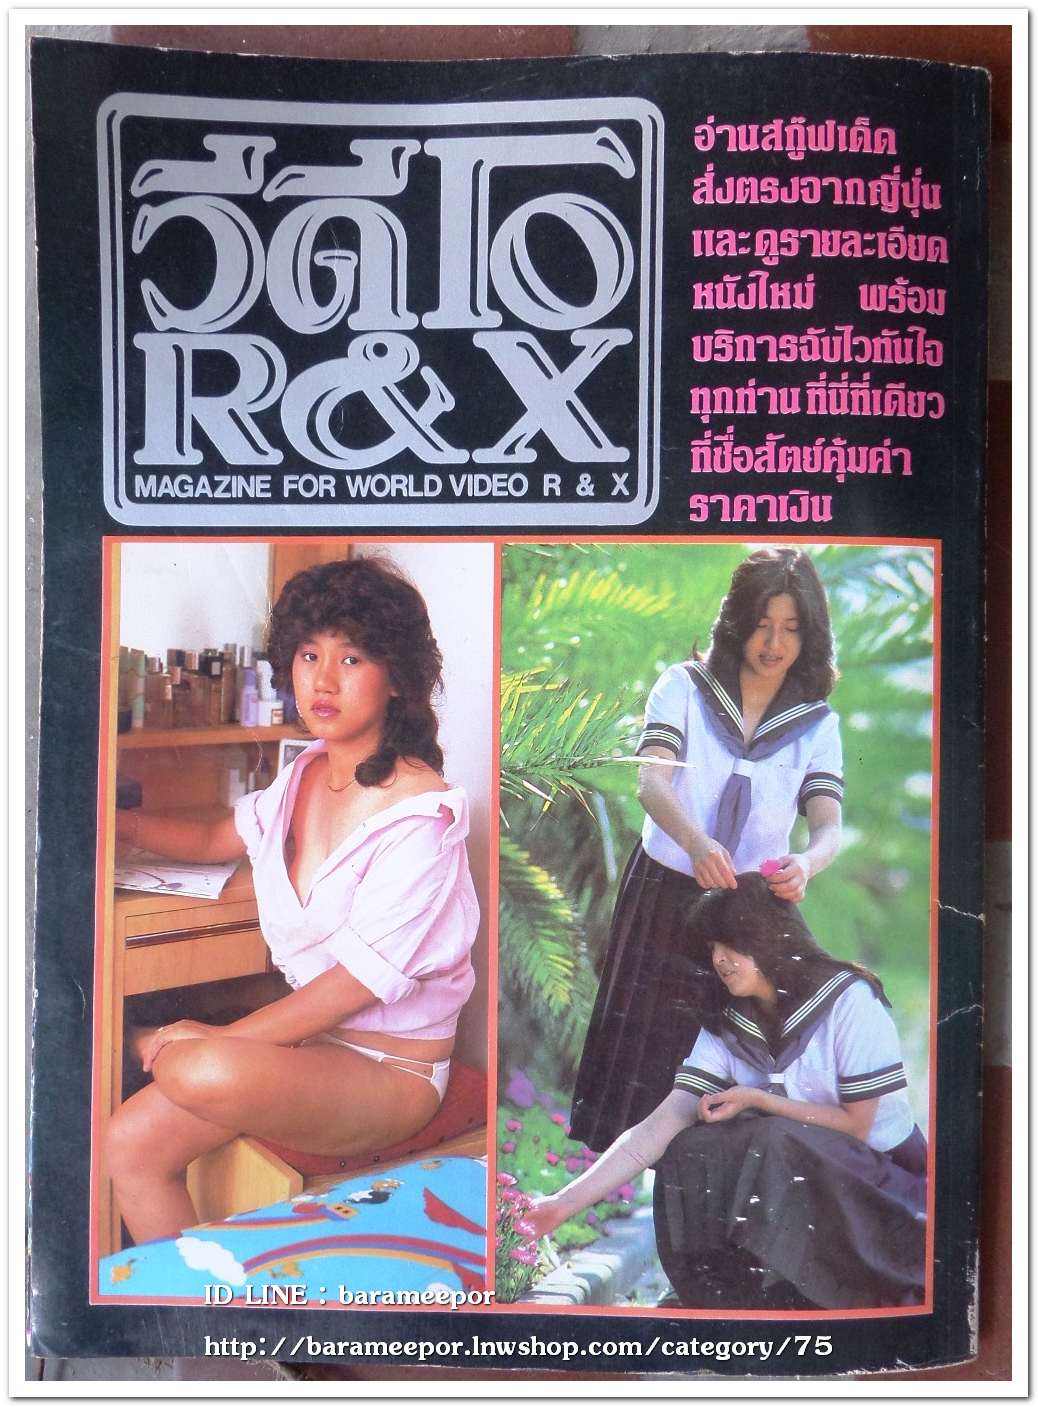 วีดีโอ
R&X
MAGAZINE FOR WORLD VIDEO R & X
อ่านสกู๊ฟเด็ด
ส่งตรงจากญี่ปุ่น
และดูรายละเอียด
หนังใหม่ พร้อม
บริการฉับไวทันใจ
ทุกท่าน ที่นี่ที่เดียว
ที่ซื่อสัตย์คุ้มค่า
ราคาเงิน
ID LINE : barameepor
http://barameepor.lnwshop.com/category/75